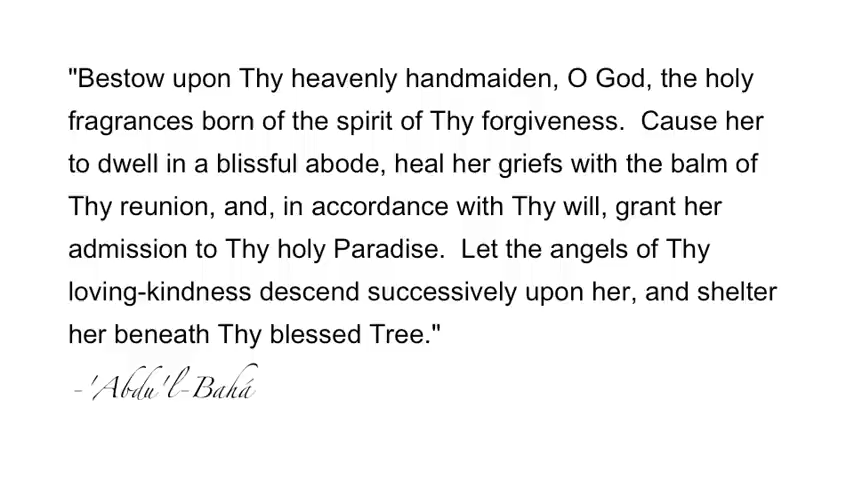 "Bestow upon Thy heavenly handmaiden, O God, the holy
fragrances born of the spirit of Thy forgiveness.  Cause her
to dwell in a blissful abode, heal her griefs with the balm of
Thy reunion, and, in accordance with Thy will, grant her
admission to Thy holy Paradise.  Let the angels of Thy
loving-kindness descend successively upon her, and shelter
her beneath Thy blessed Tree."
-'Abdu'l-Bahá